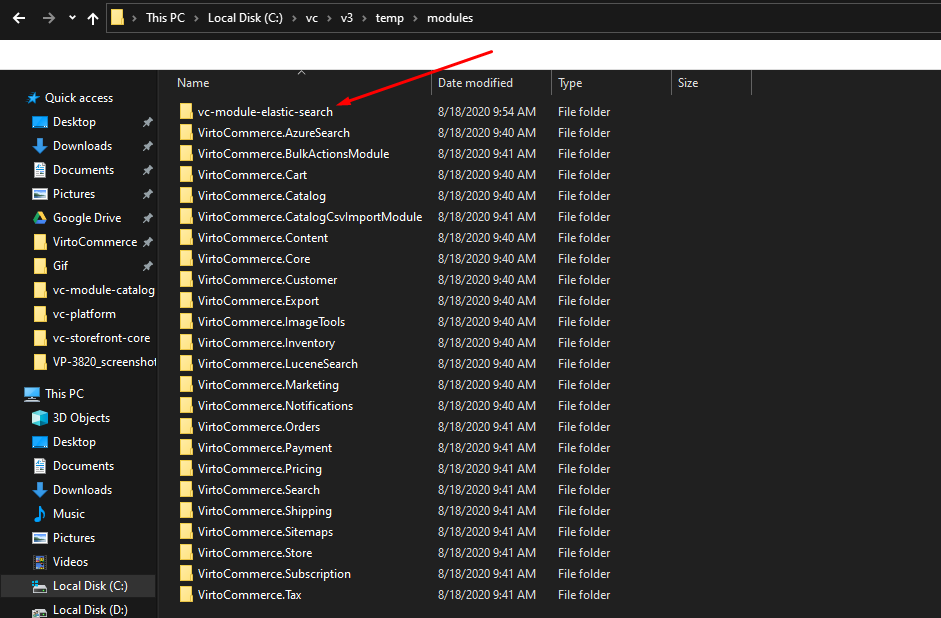 This PC > Local Disk (C:) > vc > v3 > temp > modules
Name Date modified Type Size
Quick access
Desktop
Downloads
Documents
Pictures
Google Drive
VirtoCommerce
Gif
vc-module-catalog
vc-platform
vc-storefront-core
VP-3820_screenshot
This PC
3D Objects
Desktop
Documents
Downloads
Music
Pictures
Videos
Local Disk (C:)
Local Disk (D:)
vc-module-elastic-search 8/18/2020 9:54 AM File folder
VirtoCommerce.AzureSearch 8/18/2020 9:40 AM File folder
VirtoCommerce.BulkActionsModule 8/18/2020 9:41 AM File folder
VirtoCommerce.Cart 8/18/2020 9:40 AM File folder
VirtoCommerce.Catalog 8/18/2020 9:40 AM File folder
VirtoCommerce.CatalogCsvImportModule 8/18/2020 9:41 AM File folder
VirtoCommerce.Content 8/18/2020 9:40 AM File folder
VirtoCommerce.Core 8/18/2020 9:40 AM File folder
VirtoCommerce.Customer 8/18/2020 9:40 AM File folder
VirtoCommerce.Export 8/18/2020 9:40 AM File folder
VirtoCommerce.ImageTools 8/18/2020 9:40 AM File folder
VirtoCommerce.Inventory 8/18/2020 9:40 AM File folder
VirtoCommerce.LuceneSearch 8/18/2020 9:40 AM File folder
VirtoCommerce.Marketing 8/18/2020 9:40 AM File folder
VirtoCommerce.Notifications 8/18/2020 9:40 AM File folder
VirtoCommerce.Orders 8/18/2020 9:41 AM File folder
VirtoCommerce.Payment 8/18/2020 9:41 AM File folder
VirtoCommerce.Pricing 8/18/2020 9:41 AM File folder
VirtoCommerce.Search 8/18/2020 9:41 AM File folder
VirtoCommerce.Shipping 8/18/2020 9:41 AM File folder
VirtoCommerce.Sitemaps 8/18/2020 9:41 AM File folder
VirtoCommerce.Store 8/18/2020 9:41 AM File folder
VirtoCommerce.Subscription 8/18/2020 9:41 AM File folder
VirtoCommerce.Tax 8/18/2020 9:41 AM File folder